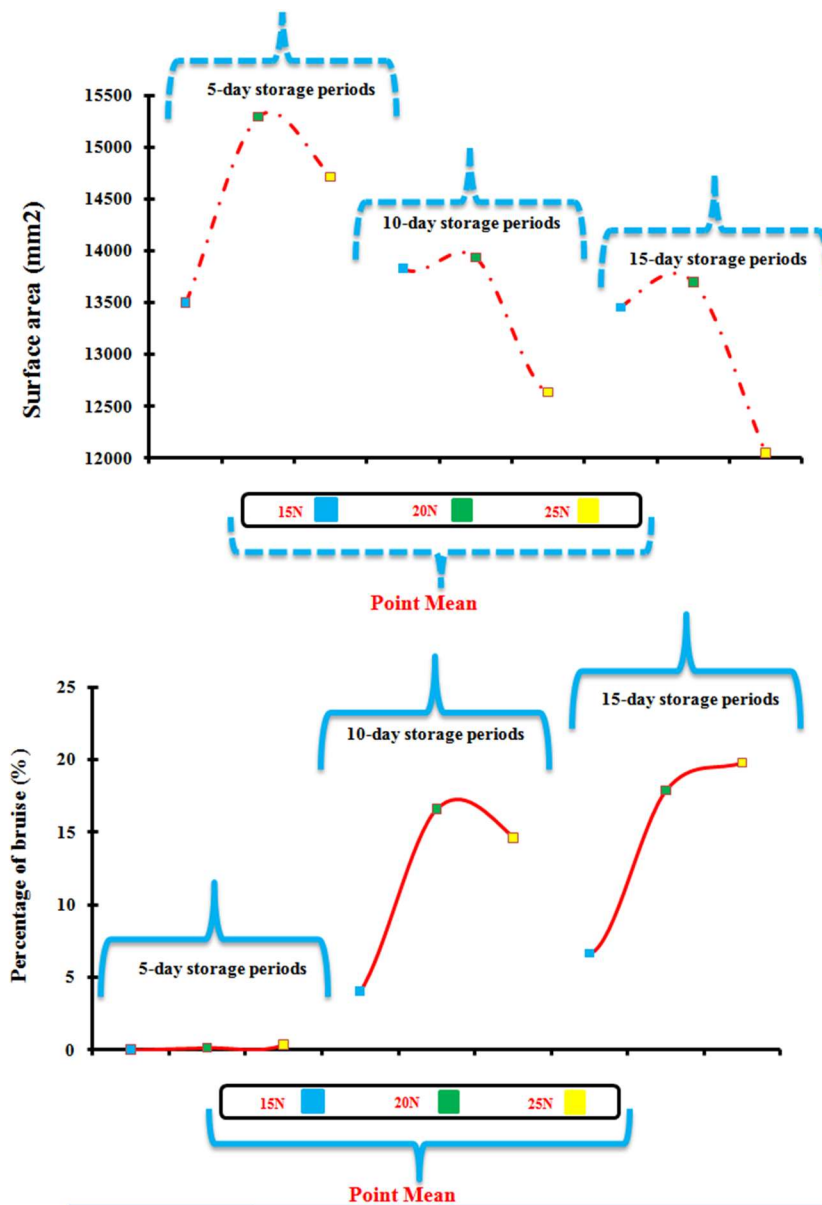 5-day storage periods
10-day storage periods
15-day storage periods
Surface area (mm2)
15500
15000
14500
14000
13500
13000
12500
12000
15N 20N 25N
Point Mean
15-day storage periods
10-day storage periods
5-day storage periods
Percentage of bruise (%)
25
20
15
10
5
0
15N 20N 25N
Point Mean